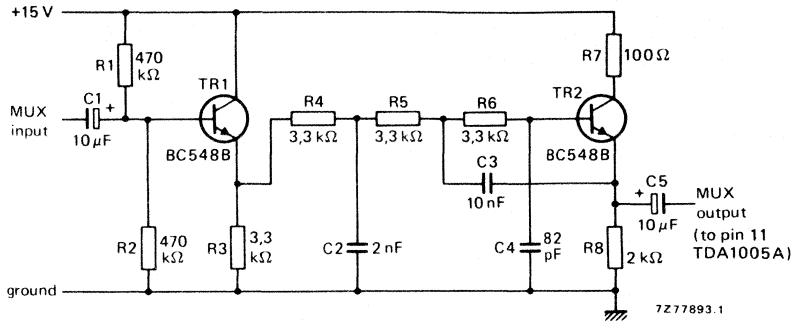 +15 V
R1
470
kΩ
C1
+
MUX
input
10 μF
TR1
BC548B
R2
470
kΩ
R3
3,3
kΩ
R4
3,3 kΩ
R5
3,3 kΩ
R6
3,3 kΩ
C2
2 nF
C3
10 nF
C4
82
pF
R7
100 Ω
TR2
BC548B
+
C5
10 μF
MUX
output
(to pin 11
TDA1005A)
R8
2 kΩ
ground
7Z77893.1